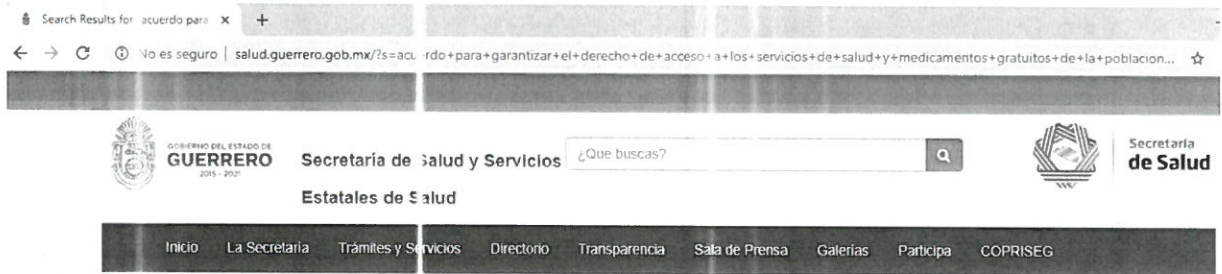 Search Results for acuerdo para × +
No es seguro | salud.guerrero.gob.mx/?s=acuerdo+para+garantizar+el+derecho+de+acceso+a+los+servicios+de+salud+y+medicamentos+gratuitos+de+la+poblacion...
GOBIERNO DEL ESTADO DE
GUERRERO
2015 - 2021
Secretaría de Salud y Servicios
Estatales de Salud
¿Que buscas?
Secretaría
de Salud
Inicio La Secretaria Trámites y Servicios Directorio Transparencia Sala de Prensa Galerias Participa COPRISEG